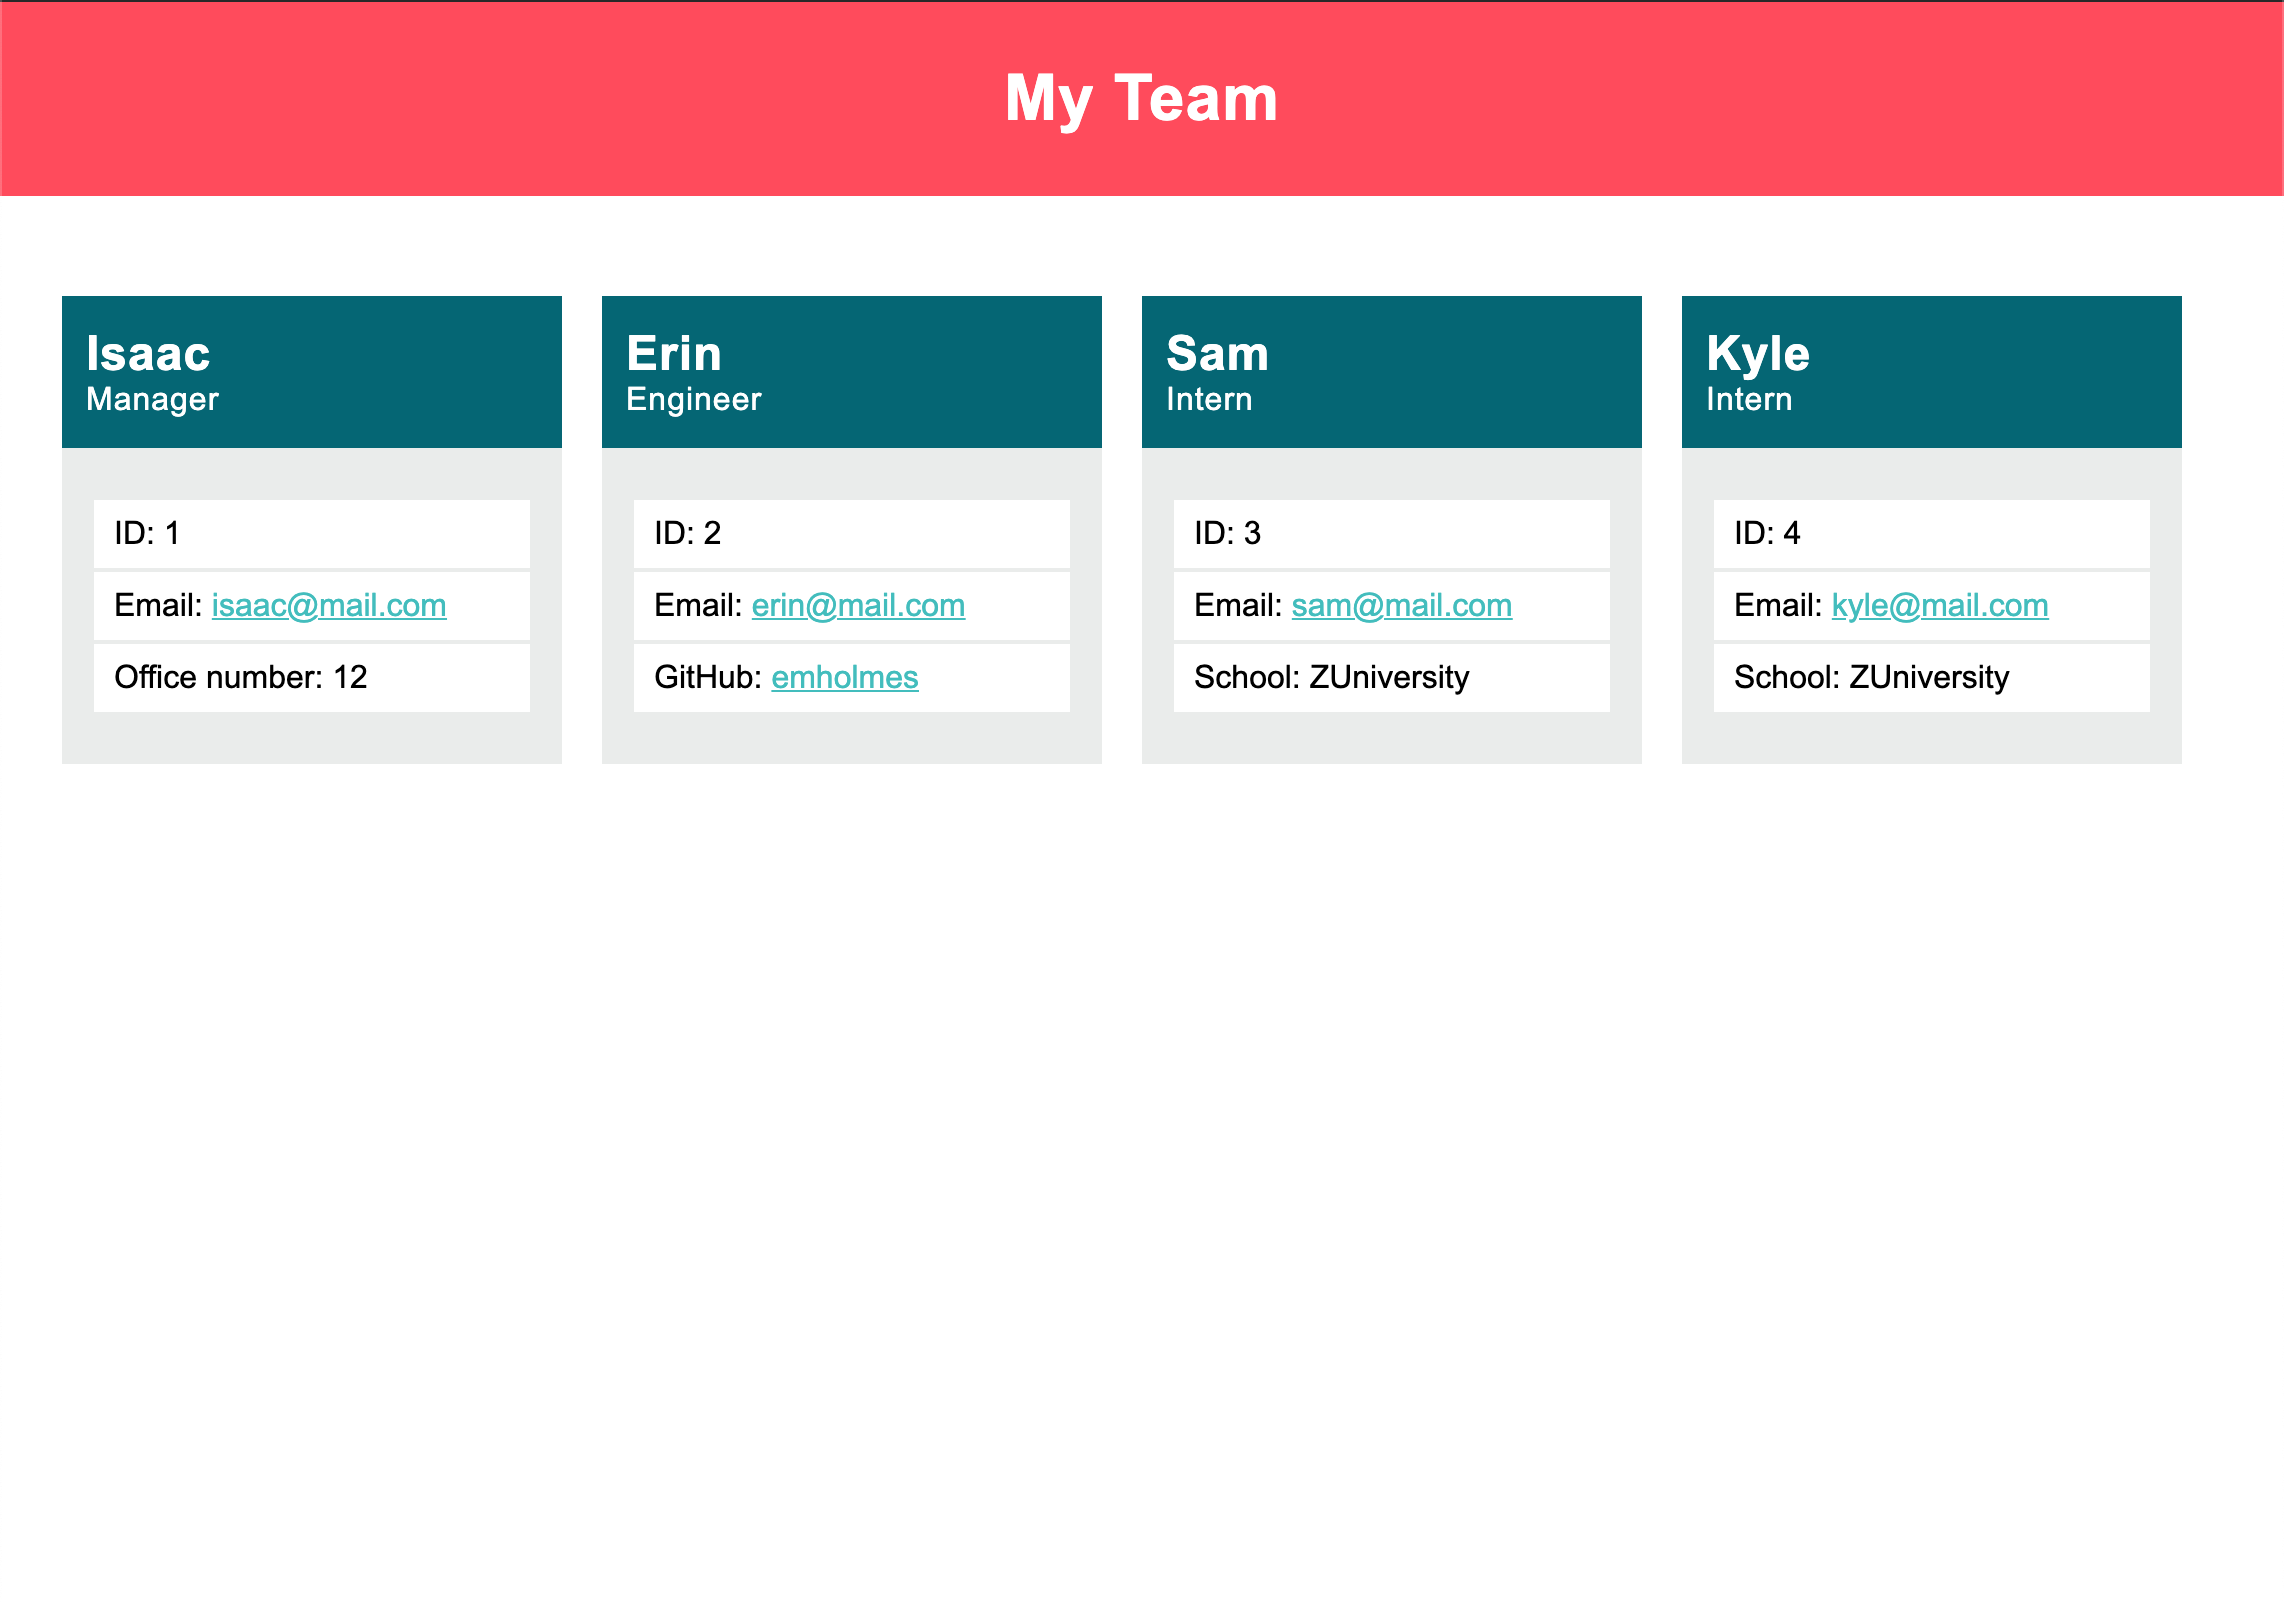 My Team
Isaac
Manager
ID: 1
Email: isaac@mail.com
Office number: 12
Erin
Engineer
ID: 2
Email: erin@mail.com
GitHub: emholmes
Sam
Intern
ID: 3
Email: sam@mail.com
School: ZUniversity
Kyle
Intern
ID: 4
Email: kyle@mail.com
School: ZUniversity